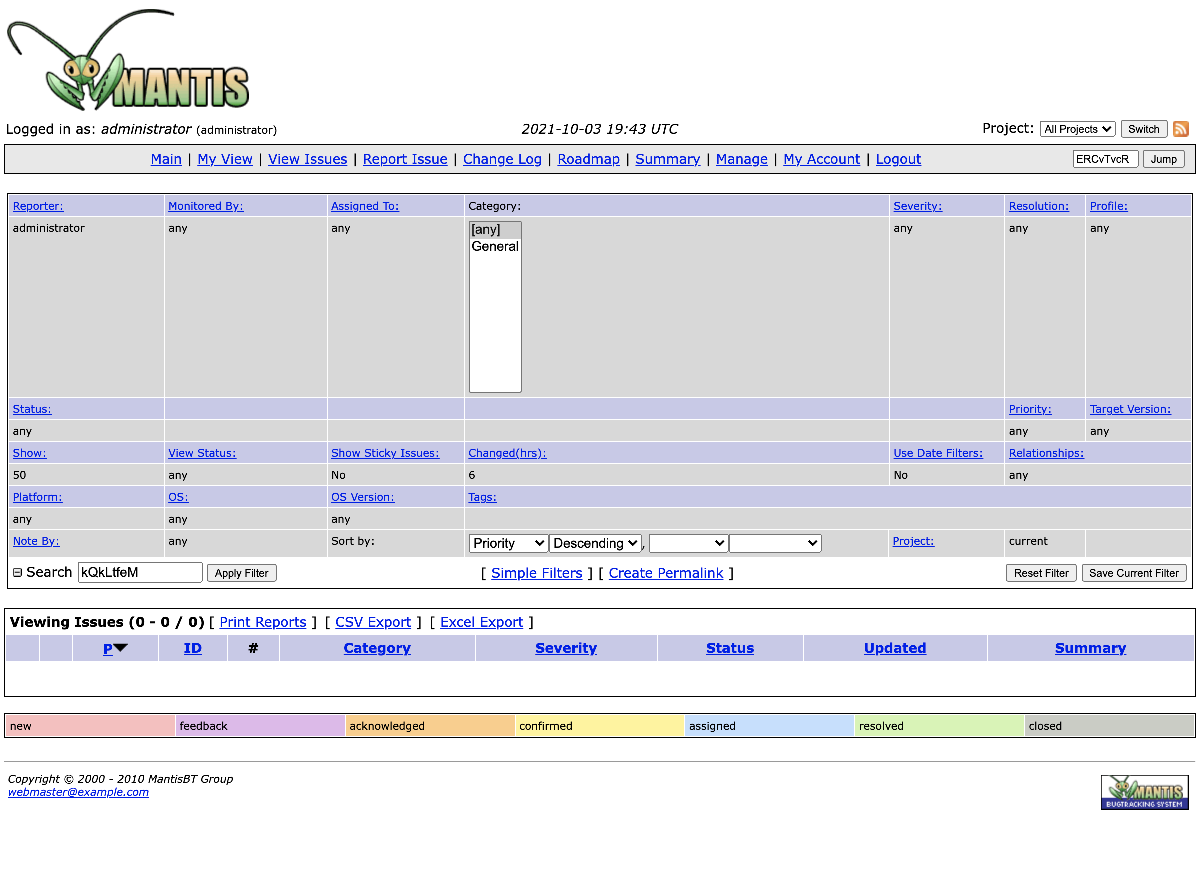 MANTIS
Logged in as: administrator (administrator)
2021-10-03 19:43 UTC
Project: All Projects Switch
Main | My View | View Issues | Report Issue | Change Log | Roadmap | Summary | Manage | My Account | Logout
ERCvTvcR Jump
Reporter: Monitored By: Assigned To: Category: Severity: Resolution: Profile:
administrator any any [any] any any any
General
Status: Priority: Target Version:
any any any
Show: View Status: Show Sticky Issues: Changed(hrs): Use Date Filters: Relationships:
50 any No 6 No any
Platform: OS: OS Version: Tags:
any any any
Note By: any Sort by: Priority Descending , Project: current
Search kQkLtfeM Apply Filter [ Simple Filters ] [ Create Permalink ] Reset Filter Save Current Filter
Viewing Issues (0 - 0 / 0) [ Print Reports ] [ CSV Export ] [ Excel Export ]
P ID # Category Severity Status Updated Summary
new feedback acknowledged confirmed assigned resolved closed
Copyright © 2000 - 2010 MantisBT Group
webmaster@example.com
MANTIS
BUGTRACKING SYSTEM